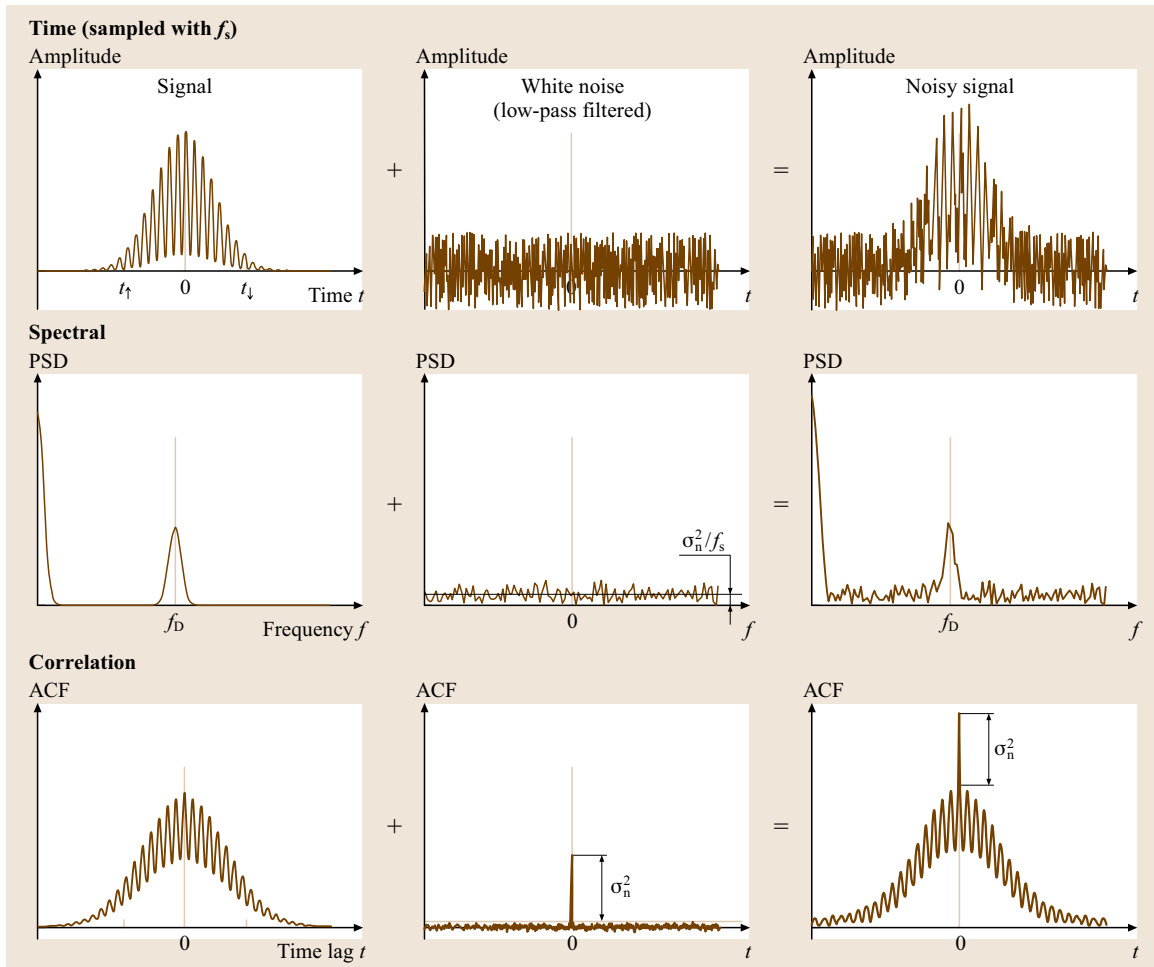 Time (sampled with fₛ)
Amplitude
Signal
t↑
0
t↓
Time t
+
Amplitude
White noise
(low-pass filtered)
0
t
=
Amplitude
Noisy signal
0
t
Spectral
PSD
f_D
Frequency f
+
PSD
σₙ²/fₛ
0
f
=
PSD
f_D
f
Correlation
ACF
0
Time lag t
+
ACF
σₙ²
0
t
=
ACF
σₙ²
0
t